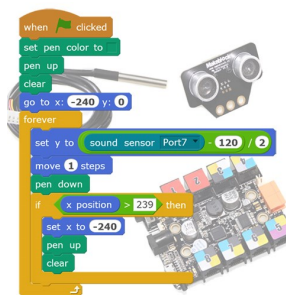 when clicked
set pen color to
pen up
clear
go to x: -240 y: 0
forever
set y to sound sensor Port7 - 120 / 2
move 1 steps
pen down
if x position > 239 then
set x to -240
pen up
clear